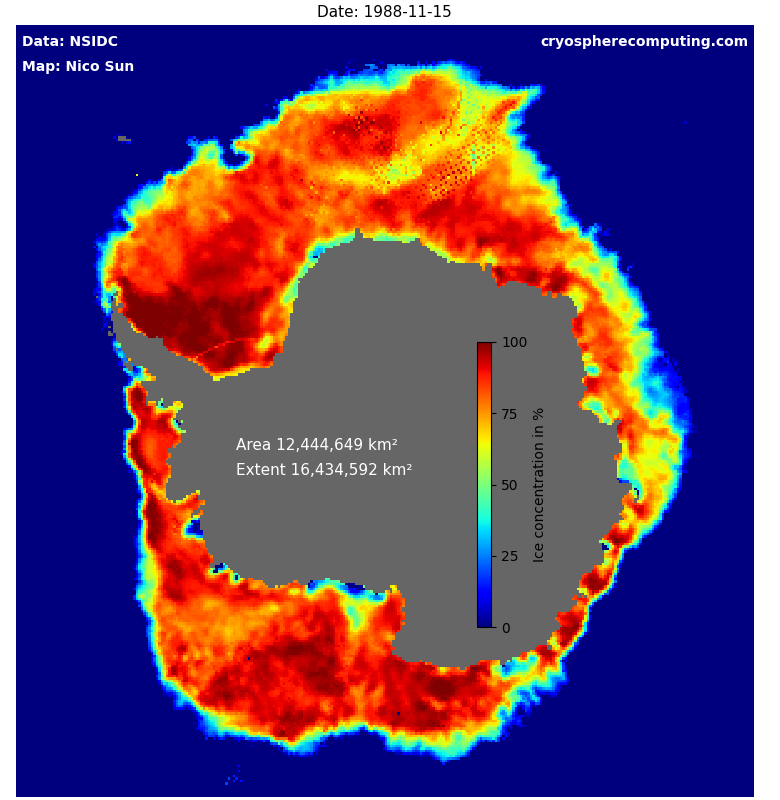 Date: 1988-11-15
Data: NSIDC
cryospherecomputing.com
Map: Nico Sun
100
75
50
25
0
Ice concentration in %
Area 12,444,649 km²
Extent 16,434,592 km²